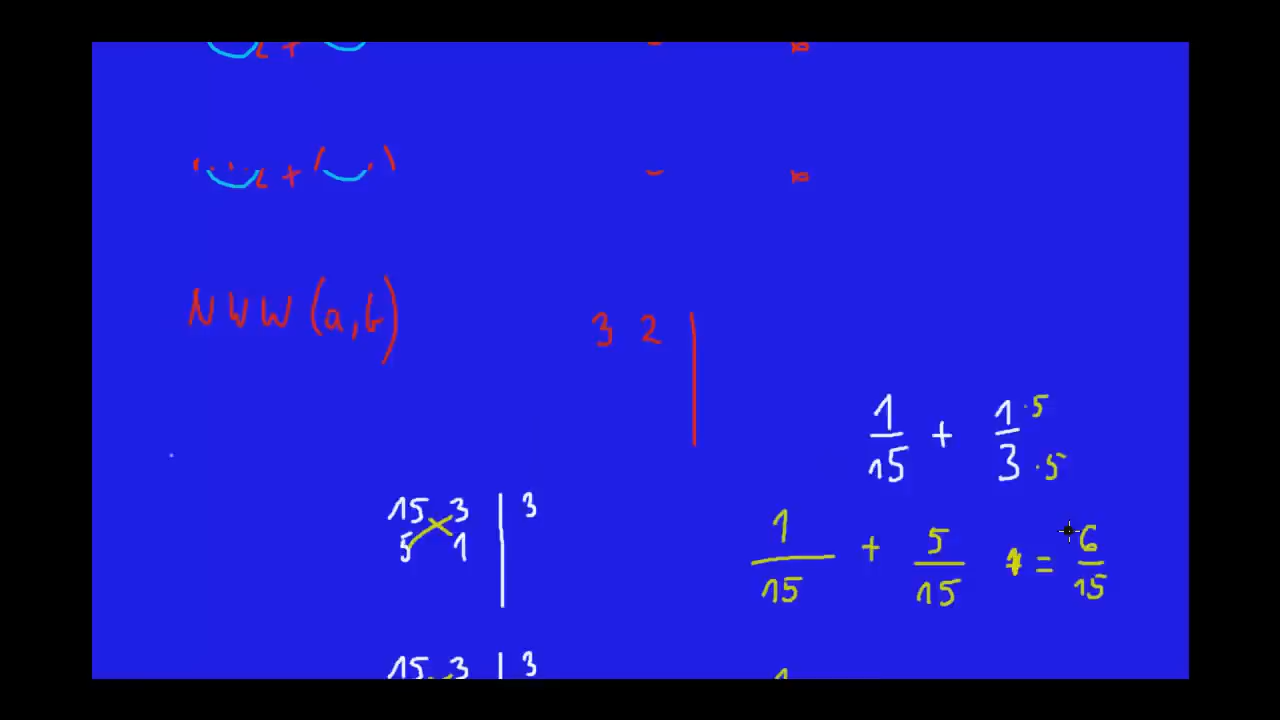 NWW (a,b)
3 2 |
1/15 + 1·5/3·5
15 3 | 3
5 1
1/15 + 5/15 = 6/15
15 3 | 3